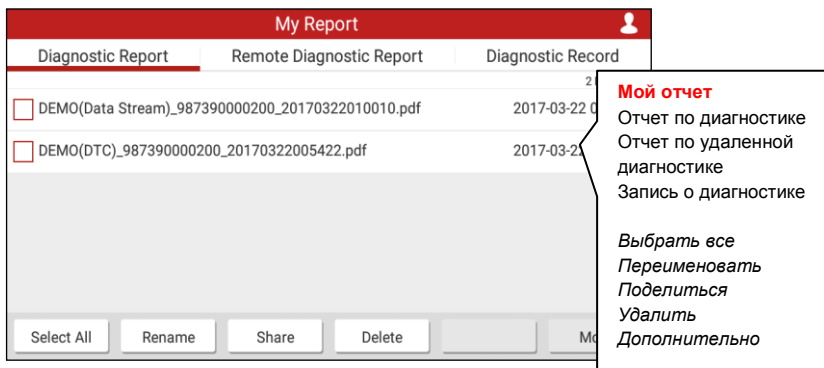 My Report
Diagnostic Report Remote Diagnostic Report Diagnostic Record
DEMO(Data Stream)_987390000200_20170322010010.pdf 2017-03-22
DEMO(DTC)_987390000200_20170322005422.pdf
Select All Rename Share Delete
Мой отчет
Отчет по диагностике
Отчет по удаленной
диагностике
Запись о диагностике
Выбрать все
Переименовать
Поделиться
Удалить
Дополнительно